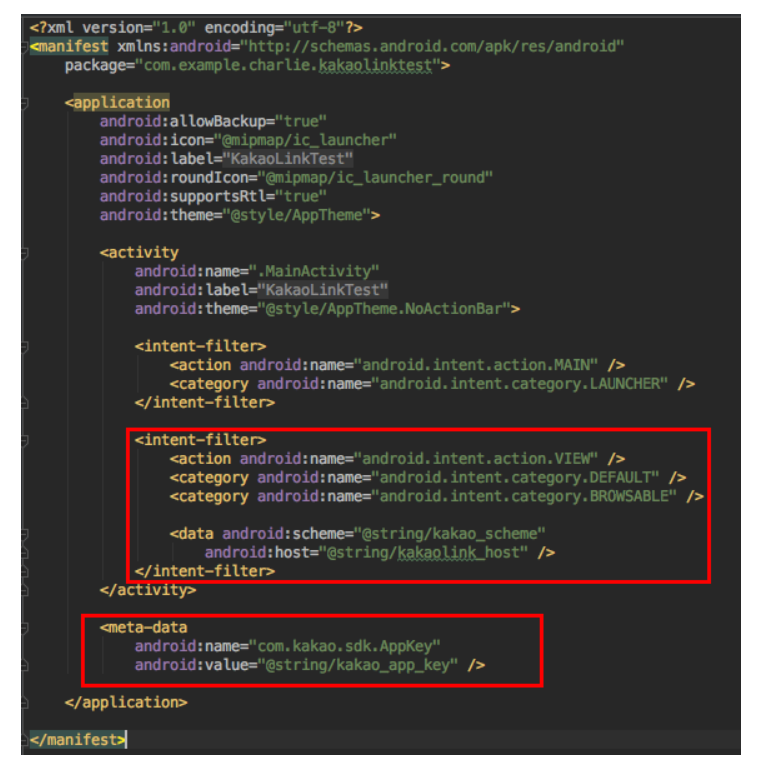 <?xml version="1.0" encoding="utf-8"?>
<manifest xmlns:android="http://schemas.android.com/apk/res/android"
package="com.example.charlie.kakaolinktest">
<application
android:allowBackup="true"
android:icon="@mipmap/ic_launcher"
android:label="KakaoLinkTest"
android:roundIcon="@mipmap/ic_launcher_round"
android:supportsRtl="true"
android:theme="@style/AppTheme">
<activity
android:name=".MainActivity"
android:label="KakaoLinkTest"
android:theme="@style/AppTheme.NoActionBar">
<intent-filter>
<action android:name="android.intent.action.MAIN" />
<category android:name="android.intent.category.LAUNCHER" />
</intent-filter>
<intent-filter>
<action android:name="android.intent.action.VIEW" />
<category android:name="android.intent.category.DEFAULT" />
<category android:name="android.intent.category.BROWSABLE" />
<data android:scheme="@string/kakao_scheme"
android:host="@string/kakaolink_host" />
</intent-filter>
</activity>
<meta-data
android:name="com.kakao.sdk.AppKey"
android:value="@string/kakao_app_key" />
</application>
</manifest>